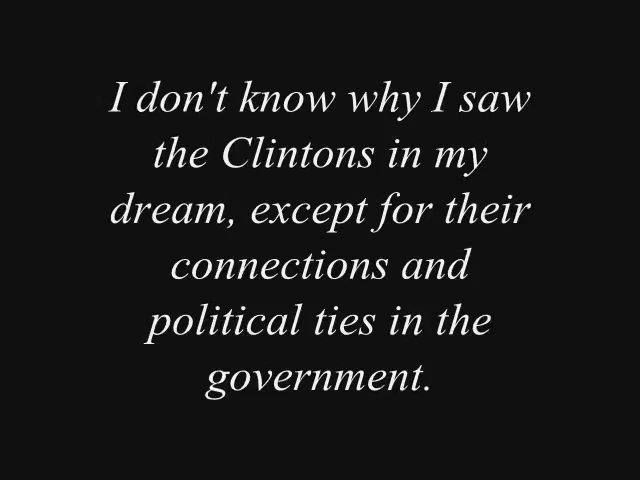 I don't know why I saw
the Clintons in my
dream, except for their
connections and
political ties in the
government.